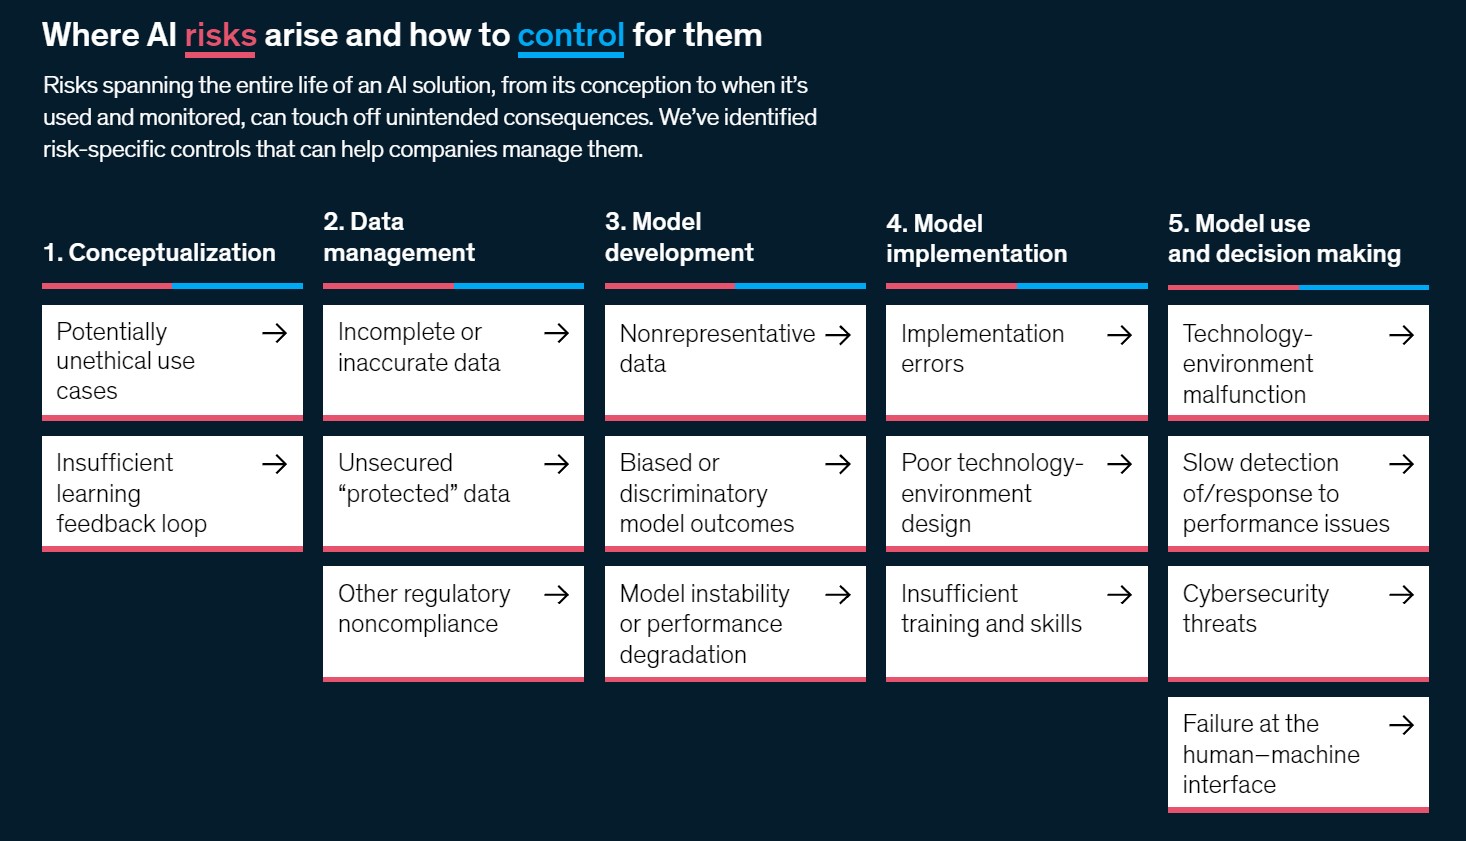 Where AI risks arise and how to control for them
Risks spanning the entire life of an AI solution, from its conception to when it’s
used and monitored, can touch off unintended consequences. We’ve identified
risk-specific controls that can help companies manage them.
1. Conceptualization
Potentially
unethical use
cases
Insufficient
learning
feedback loop
2. Data
management
Incomplete or
inaccurate data
Unsecured
“protected” data
Other regulatory
noncompliance
3. Model
development
Nonrepresentative
data
Biased or
discriminatory
model outcomes
Model instability
or performance
degradation
4. Model
implementation
Implementation
errors
Poor technology-
environment
design
Insufficient
training and skills
5. Model use
and decision making
Technology-
environment
malfunction
Slow detection
of/response to
performance issues
Cybersecurity
threats
Failure at the
human–machine
interface